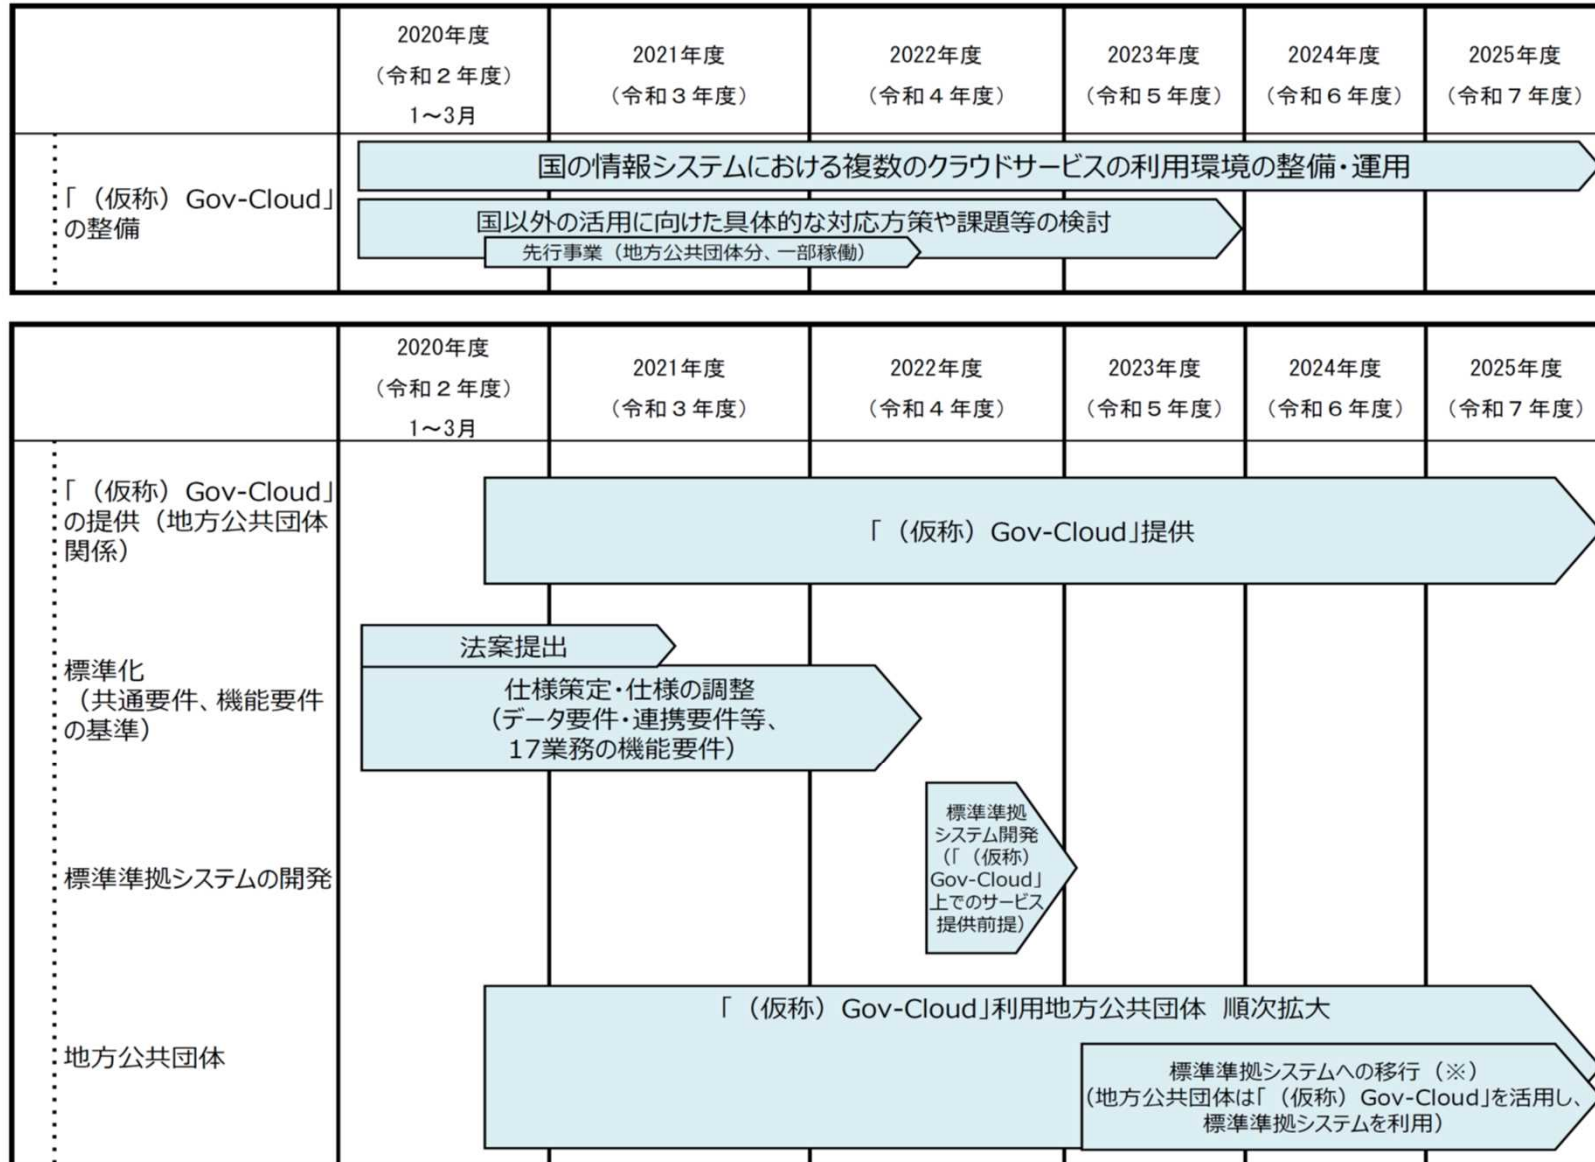 2020年度
（令和２年度）
1～3月
2021年度
（令和３年度）
2022年度
（令和４年度）
2023年度
（令和５年度）
2024年度
（令和６年度）
2025年度
（令和７年度）
「（仮称）Gov-Cloud」
の整備
国の情報システムにおける複数のクラウドサービスの利用環境の整備・運用
国以外の活用に向けた具体的な対応方策や課題等の検討
先行事業（地方公共団体分、一部稼働）
2020年度
（令和２年度）
1～3月
2021年度
（令和３年度）
2022年度
（令和４年度）
2023年度
（令和５年度）
2024年度
（令和６年度）
2025年度
（令和７年度）
「（仮称）Gov-Cloud」
の提供（地方公共団体
関係）
「（仮称）Gov-Cloud」提供
標準化
（共通要件、機能要件
の基準）
法案提出
仕様策定・仕様の調整
（データ要件・連携要件等、
17業務の機能要件）
標準準拠システムの開発
標準準拠
システム開発
（「（仮称）
Gov-Cloud」
上でのサービス
提供前提）
地方公共団体
「（仮称）Gov-Cloud」利用地方公共団体 順次拡大
標準準拠システムへの移行（※）
（地方公共団体は「（仮称）Gov-Cloud」を活用し、
標準準拠システムを利用）